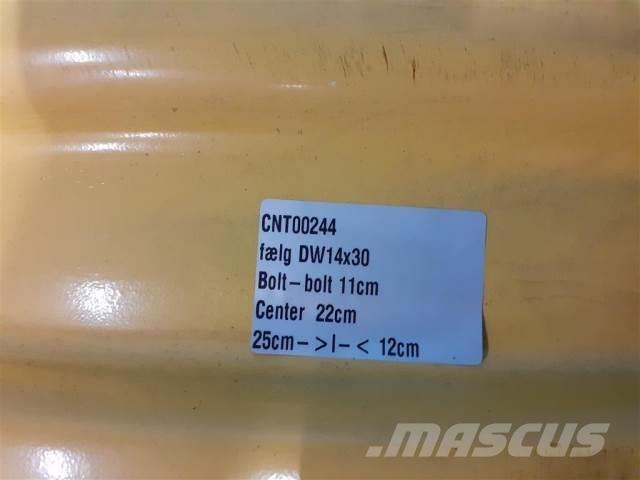 CNT00244
fælg DW14x30
Bolt-bolt 11cm
Center 22cm
25cm->I-< 12cm
MASCUS